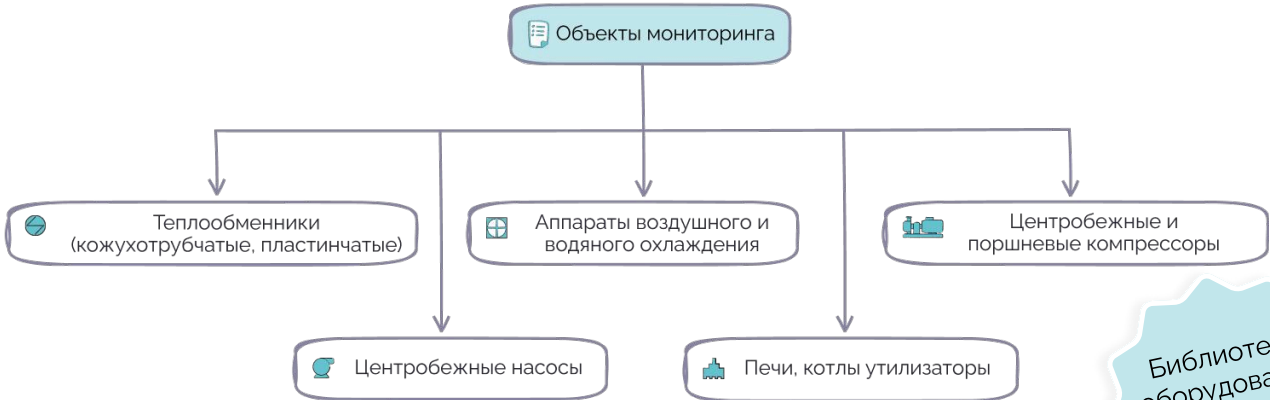 Объекты мониторинга
Теплообменники
(кожухотрубчатые, пластинчатые)
Аппараты воздушного и
водяного охлаждения
Центробежные и
поршневые компрессоры
Центробежные насосы
Печи, котлы утилизаторы